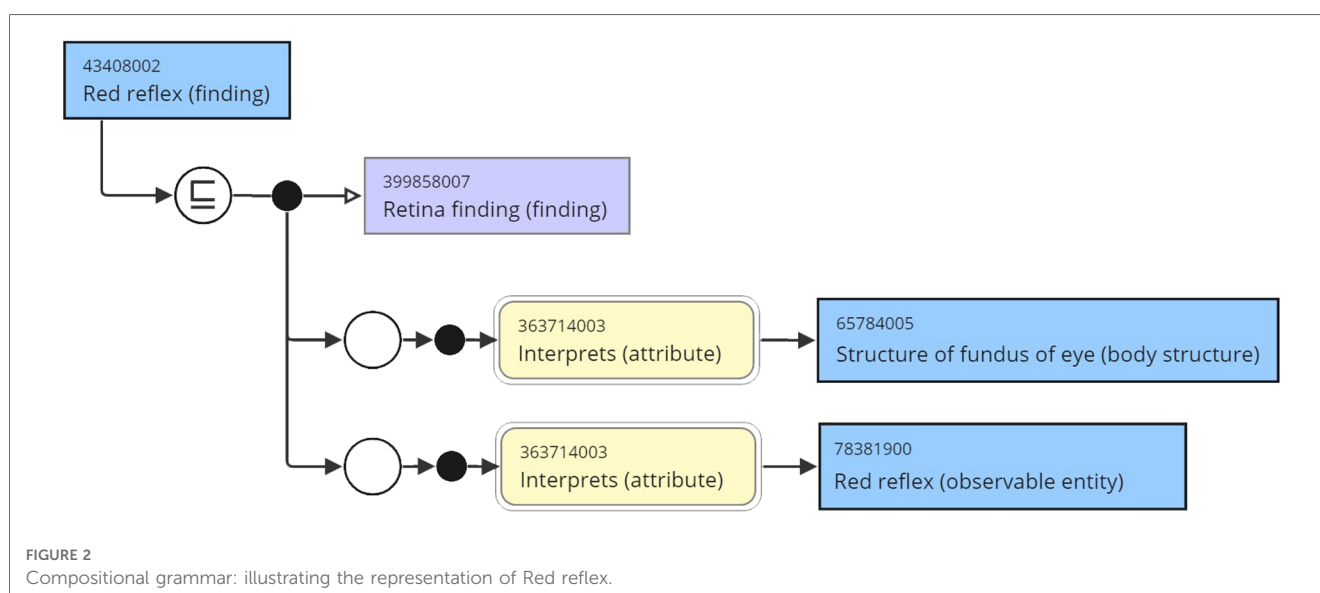 43408002
Red reflex (finding)
⊑
399858007
Retina finding (finding)
363714003
Interprets (attribute)
65784005
Structure of fundus of eye (body structure)
363714003
Interprets (attribute)
78381900
Red reflex (observable entity)
FIGURE 2
Compositional grammar: illustrating the representation of Red reflex.